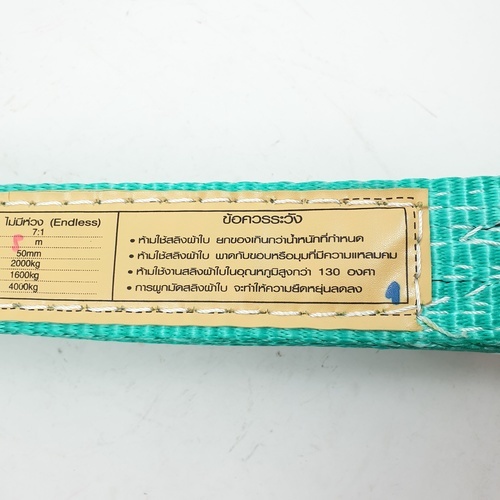 ไม่มีห่วง (Endless)
7:1
m
50mm
2000kg
1600kg
4000kg
ข้อควรระวัง
• ห้ามใช้สลิงผ้าใบ ยกของเกินกว่าน้ำหนักที่กำหนด
• ห้ามใช้สลิงผ้าใบ พาดกับขอบหรือมุมที่มีความแหลมคม
• ห้ามใช้งานสลิงผ้าใบในอุณหภูมิสูงกว่า 130 องศา
• การผูกมัดสลิงผ้าใบ จะทำให้ความยืดหยุ่นลดลง